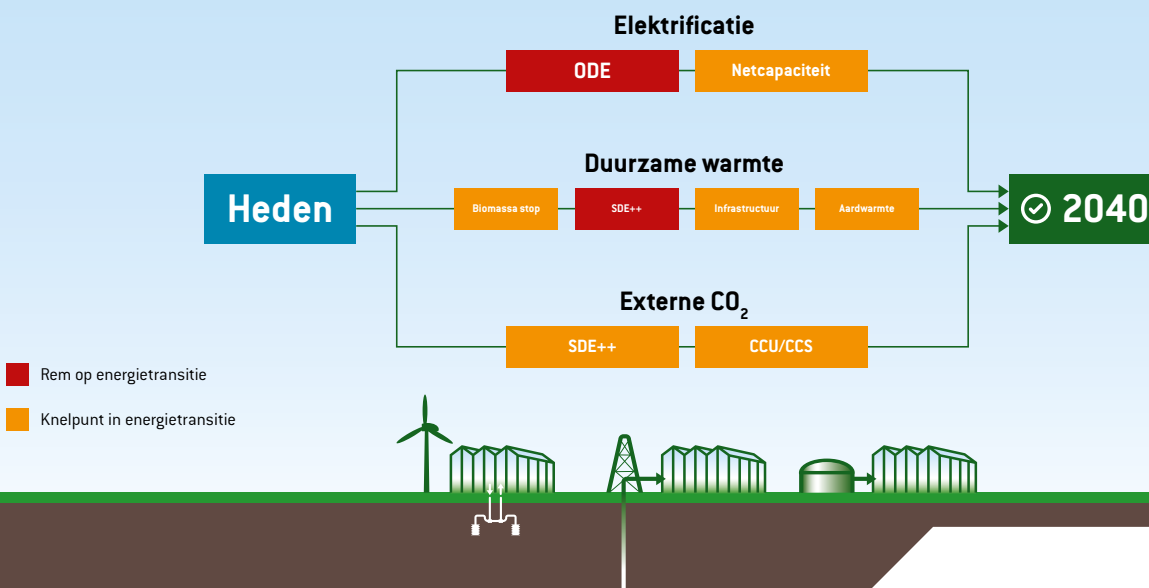 Elektrificatie
ODE
Netcapaciteit
Duurzame warmte
Heden
Biomassa stop
SDE++
Infrastructuur
Aardwarmte
2040
Externe CO₂
SDE++
CCU/CCS
Rem op energietransitie
Knelpunt in energietransitie